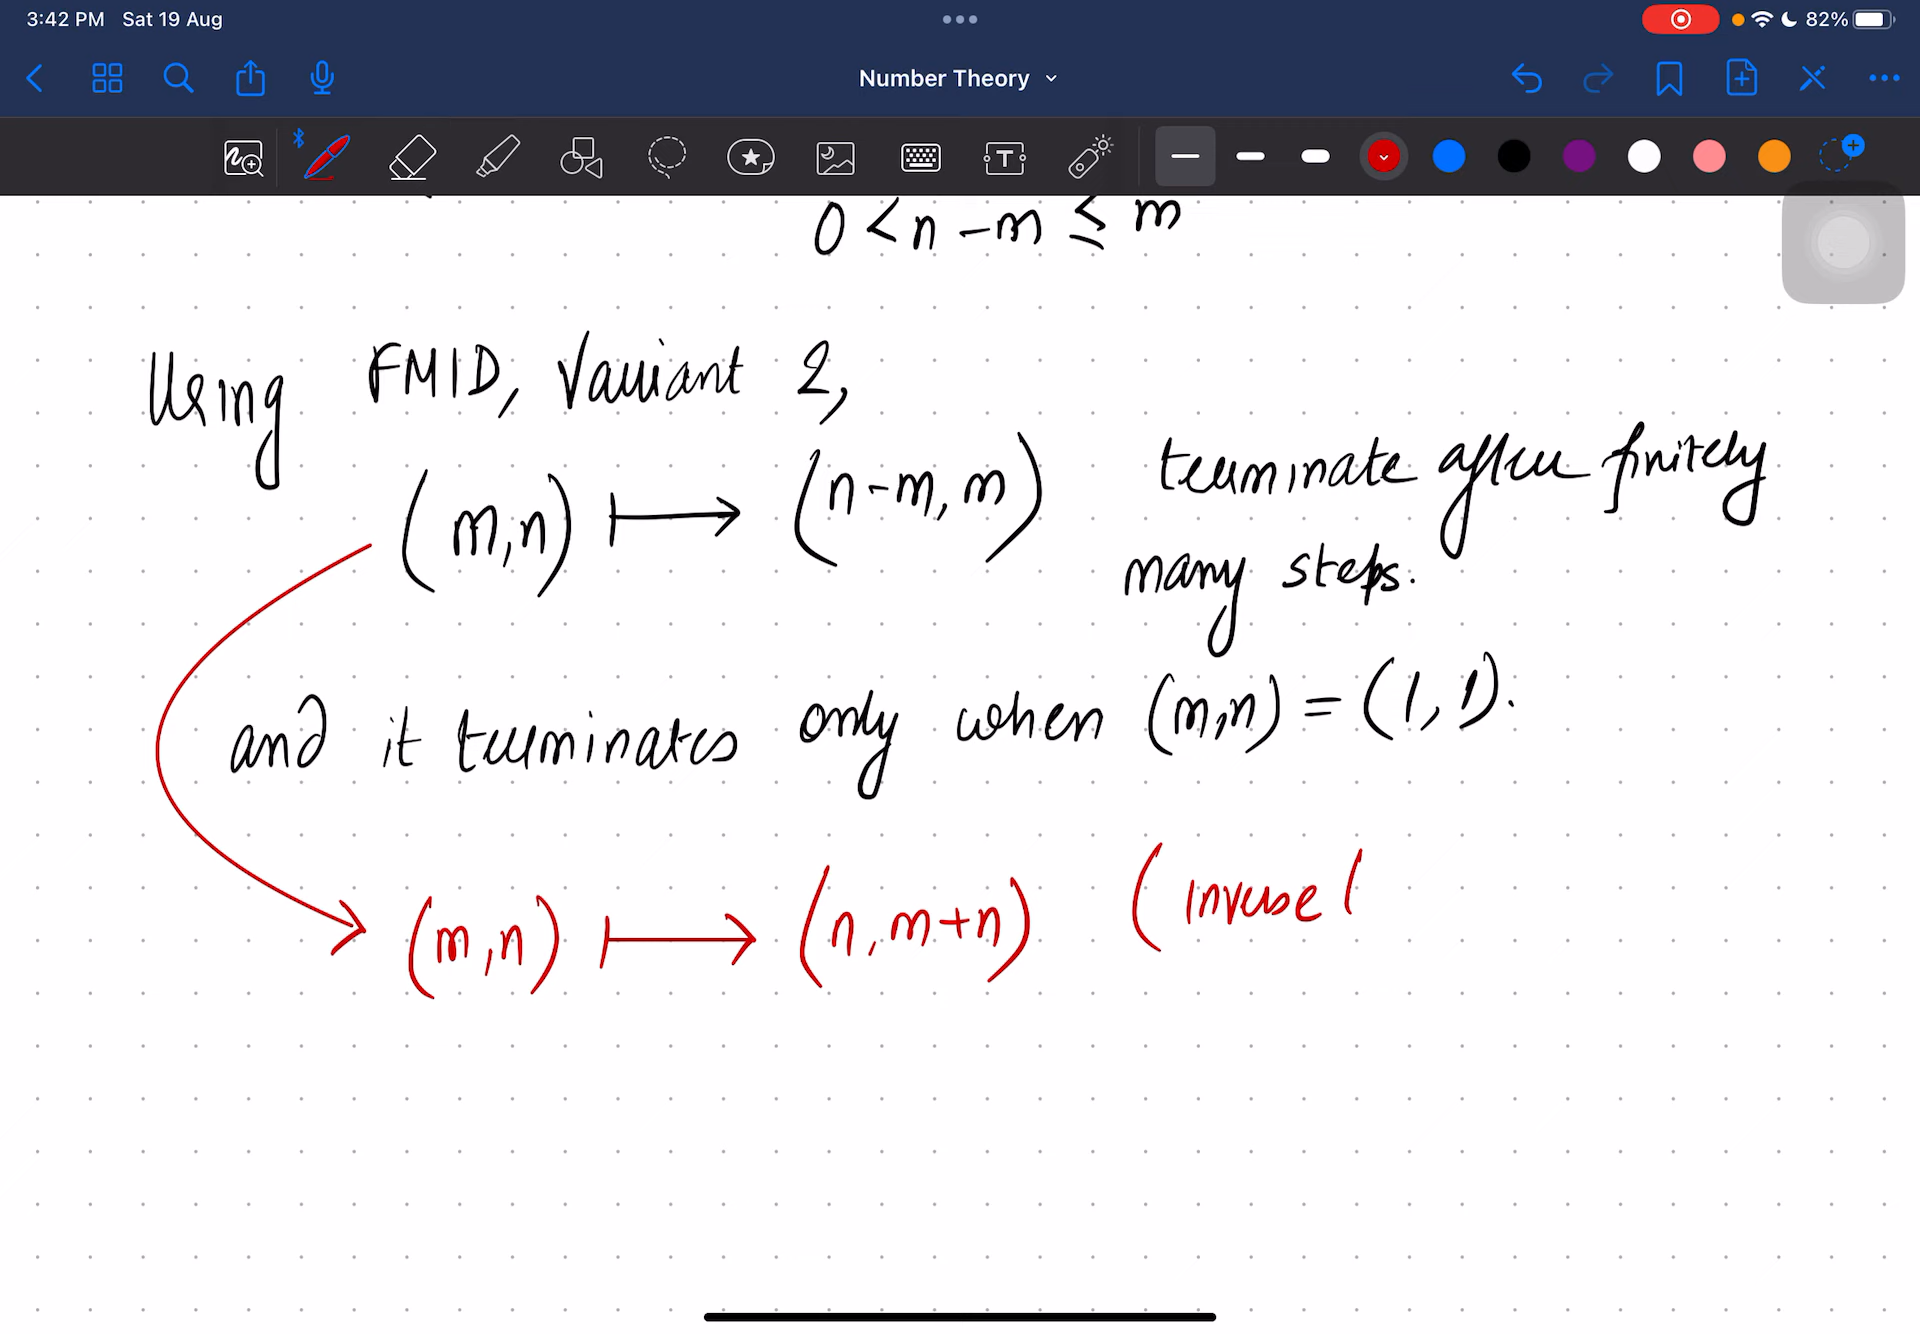 3:42 PM Sat 19 Aug
82%
Number Theory
T
0 < n - m ≤ m
Using FMID, Variant 2,
(m,n) ↦ (n-m, m) terminate after finitely
many steps.
and it terminates only when (m,n) = (1, 1).
(m,n) ↦ (n, m+n) ( inverse (